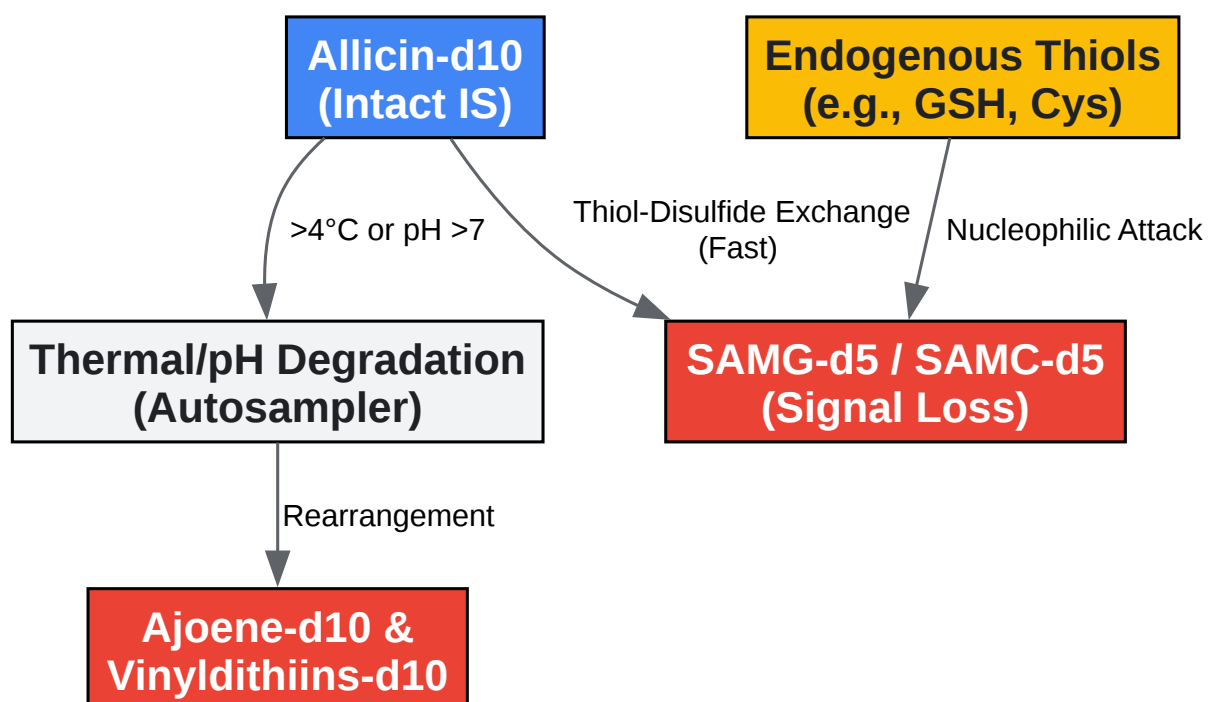 Allicin-d10
(Intact IS)
Endogenous Thiols
(e.g., GSH, Cys)
>4°C or pH >7
Thiol-Disulfide Exchange
(Fast)
Nucleophilic Attack
Thermal/pH Degradation
(Autosampler)
SAMG-d5 / SAMC-d5
(Signal Loss)
Rearrangement
Ajoene-d10 &
Vinyldithiins-d10